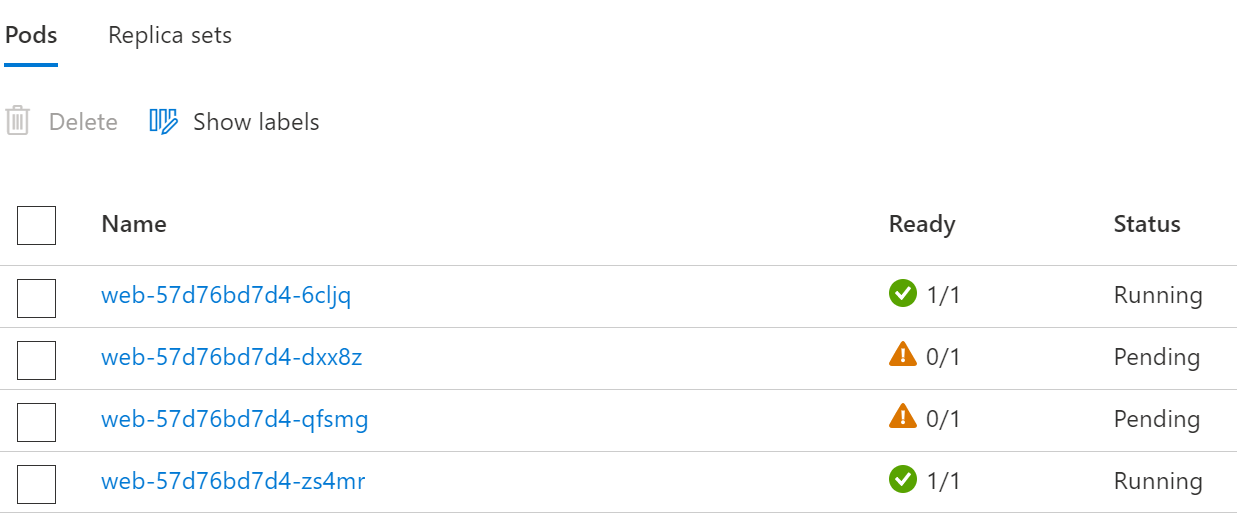 Pods Replica sets
Delete Show labels
Name Ready Status
web-57d76bd7d4-6cljq 1/1 Running
web-57d76bd7d4-dxx8z 0/1 Pending
web-57d76bd7d4-qfsmg 0/1 Pending
web-57d76bd7d4-zs4mr 1/1 Running